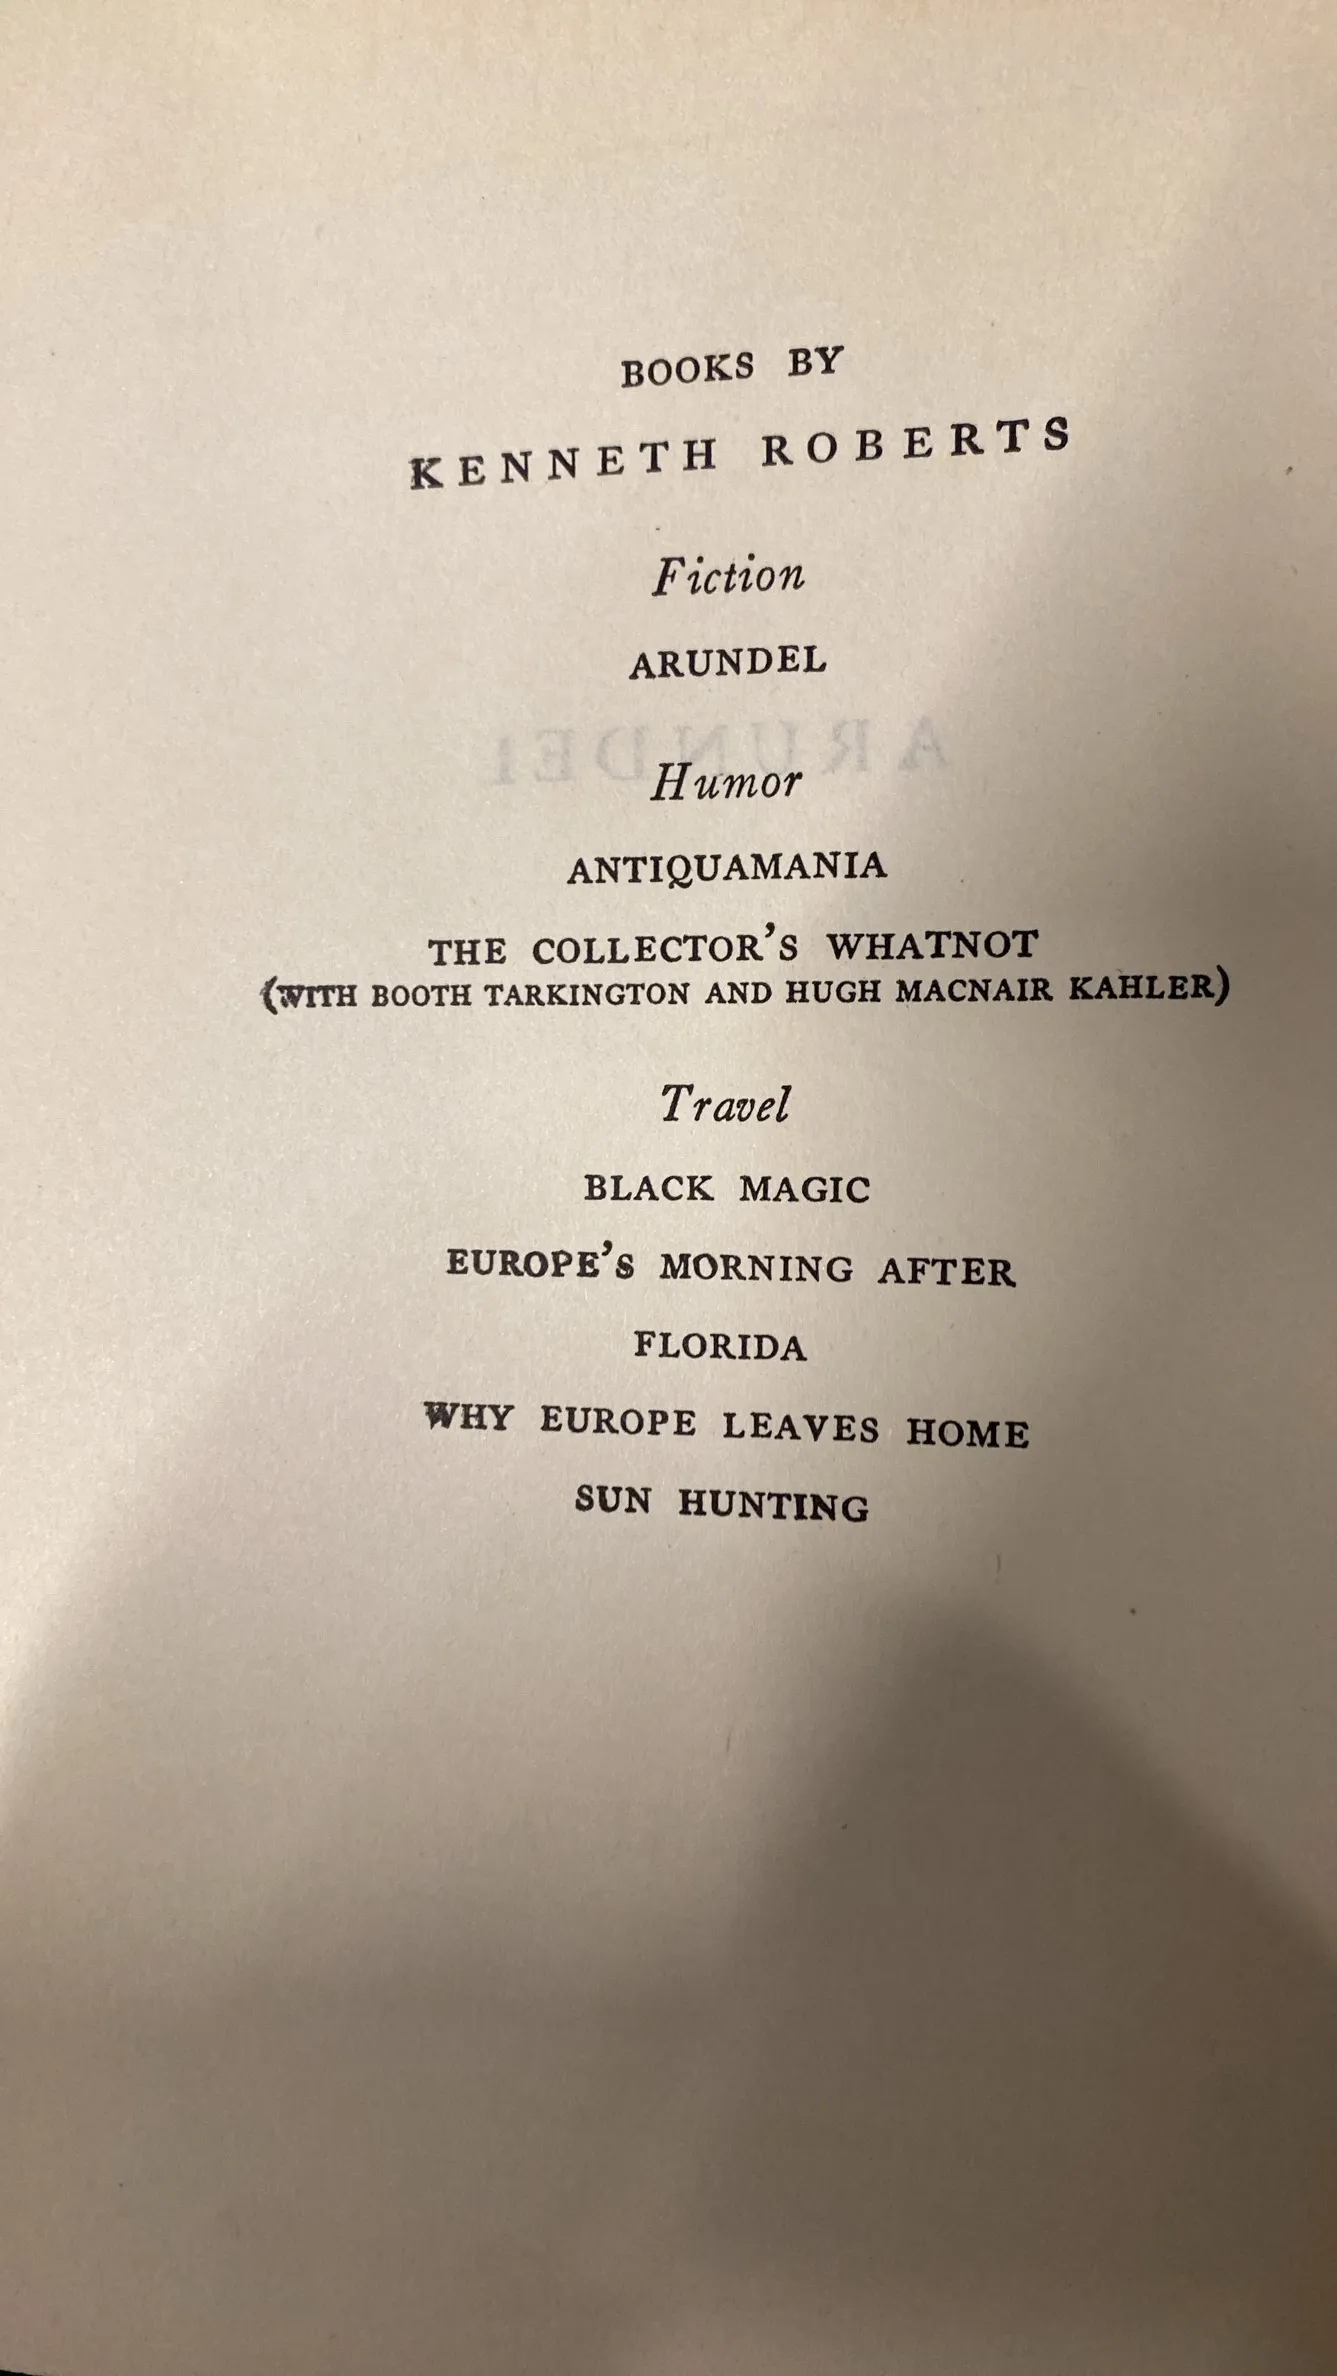 BOOKS BY
KENNETH ROBERTS
Fiction
ARUNDEL
ARUNDEL
Humor
ANTIQUAMANIA
THE COLLECTOR'S WHATNOT
(WITH BOOTH TARKINGTON AND HUGH MACNAIR KAHLER)
Travel
BLACK MAGIC
EUROPE'S MORNING AFTER
FLORIDA
WHY EUROPE LEAVES HOME
SUN HUNTING